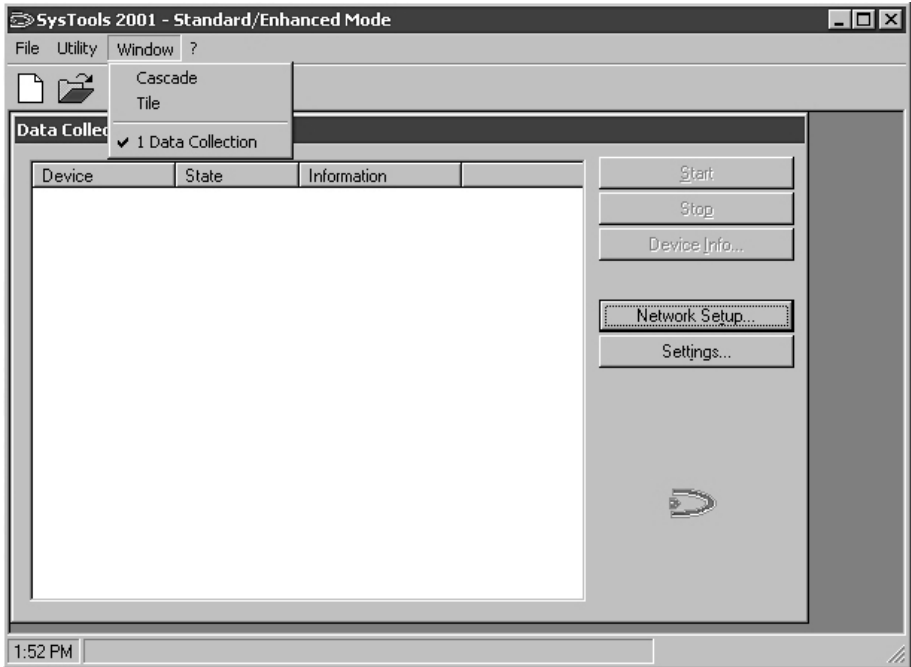 SysTools 2001 - Standard/Enhanced Mode
File Utility Window ?
Cascade
Tile
1 Data Collection
Data Collec
Device State Information
Start
Stop
Device Info...
Network Setup...
Settings...
1:52 PM